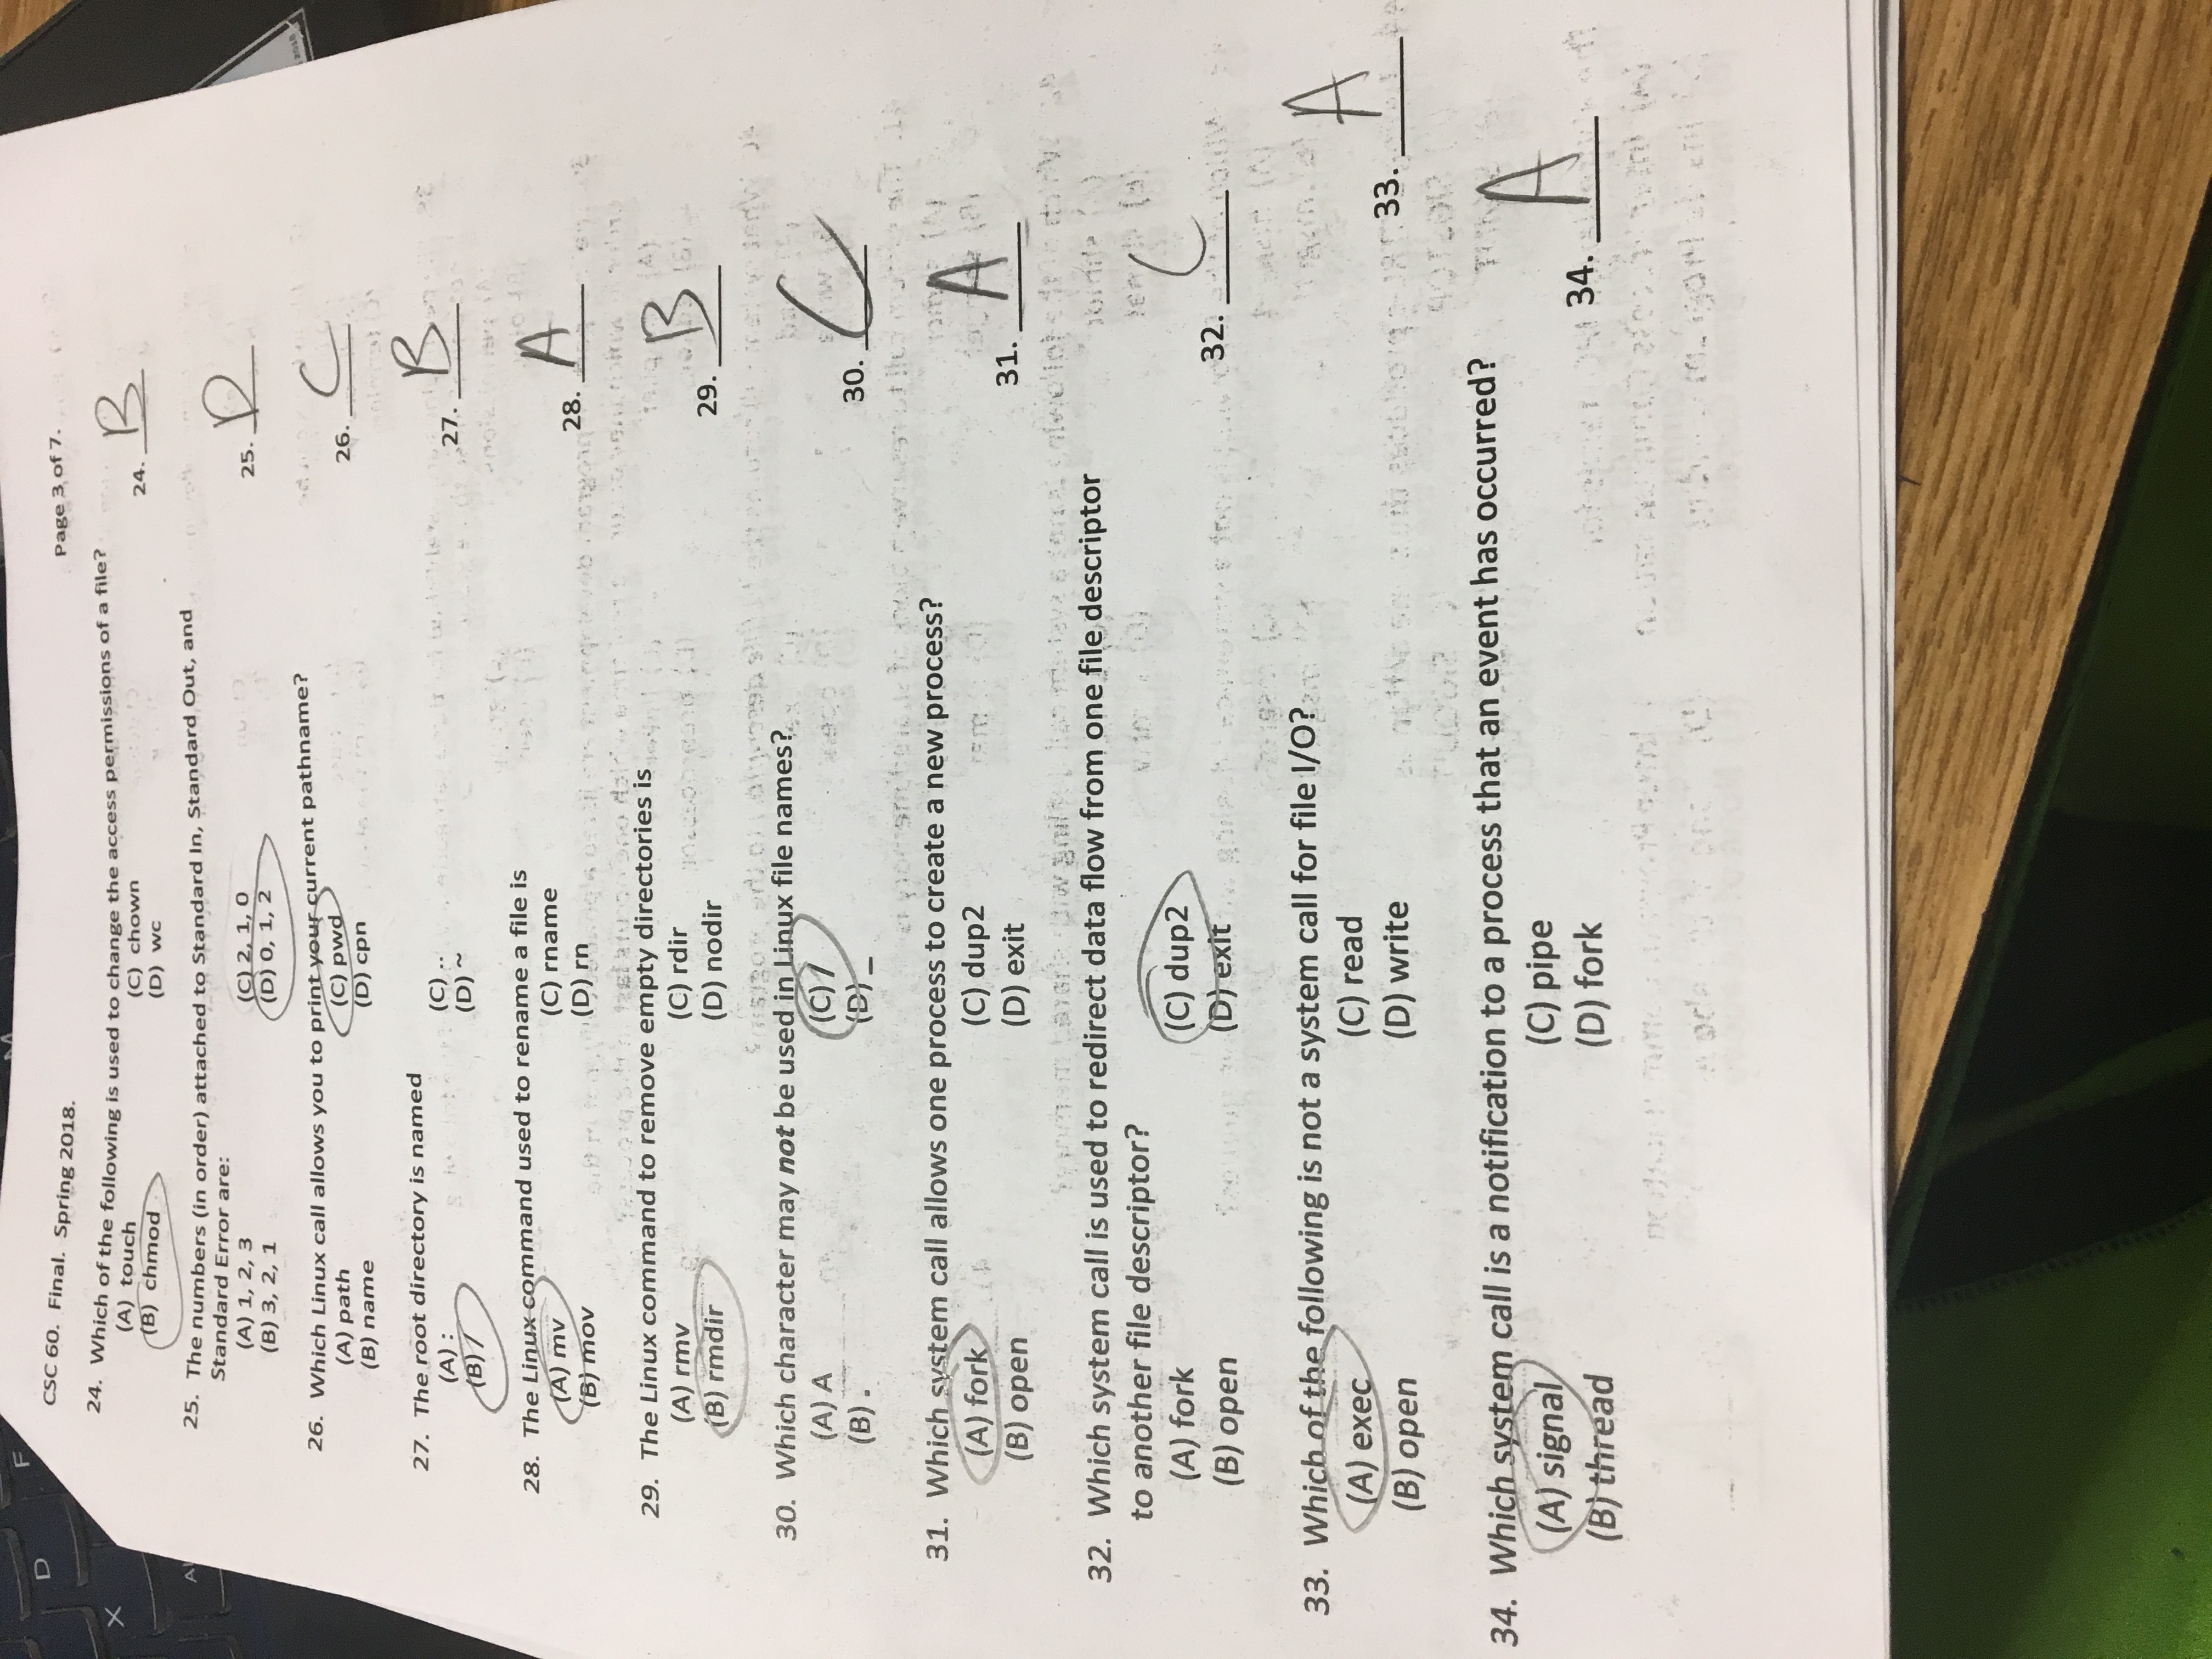 D
F
M
X
CSC 60. Final. Spring 2018.
Page 3 of 7.
24. Which of the following is used to change the access permissions of a file?
(A) touch
(C) chown
(B) chmod
(D) wc
24. B
25. The numbers (in order) attached to Standard In, Standard Out, and
Standard Error are:
(A) 1, 2, 3
(C) 2, 1, 0
(B) 3, 2, 1
(D) 0, 1, 2
25. D
26. Which Linux call allows you to print your current pathname?
(A) path
(C) pwd
(B) name
(D) cpn
26. C
27. The root directory is named
(A) :
(C) ..
(B) /
(D) ~
27. B
28. The Linux command used to rename a file is
(A) mv
(C) rname
(B) mov
(D) rn
28. A
29. The Linux command to remove empty directories is
(A) rmv
(C) rdir
(B) rmdir
(D) nodir
29. B
30. Which character may not be used in Linux file names?
(A) A
(C) /
(B) .
(D) _
30. C
31. Which system call allows one process to create a new process?
(A) fork
(C) dup2
(B) open
(D) exit
31. A
32. Which system call is used to redirect data flow from one file descriptor
to another file descriptor?
(A) fork
(C) dup2
(B) open
(D) exit
32. C
33. Which of the following is not a system call for file I/O?
(A) exec
(C) read
(B) open
(D) write
33. A
34. Which system call is a notification to a process that an event has occurred?
(A) signal
(C) pipe
(B) thread
(D) fork
34. A